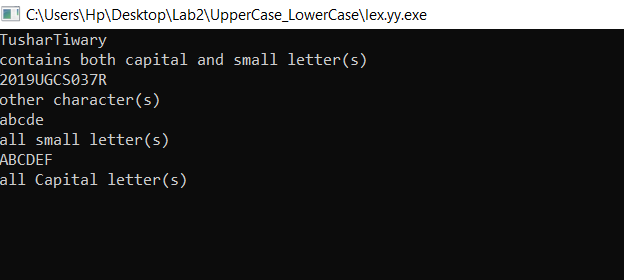 C:\Users\Hp\Desktop\Lab2\UpperCase_LowerCase\lex.yy.exe
TusharTiwary
contains both capital and small letter(s)
2019UGCS037R
other character(s)
abcde
all small letter(s)
ABCDEF
all Capital letter(s)